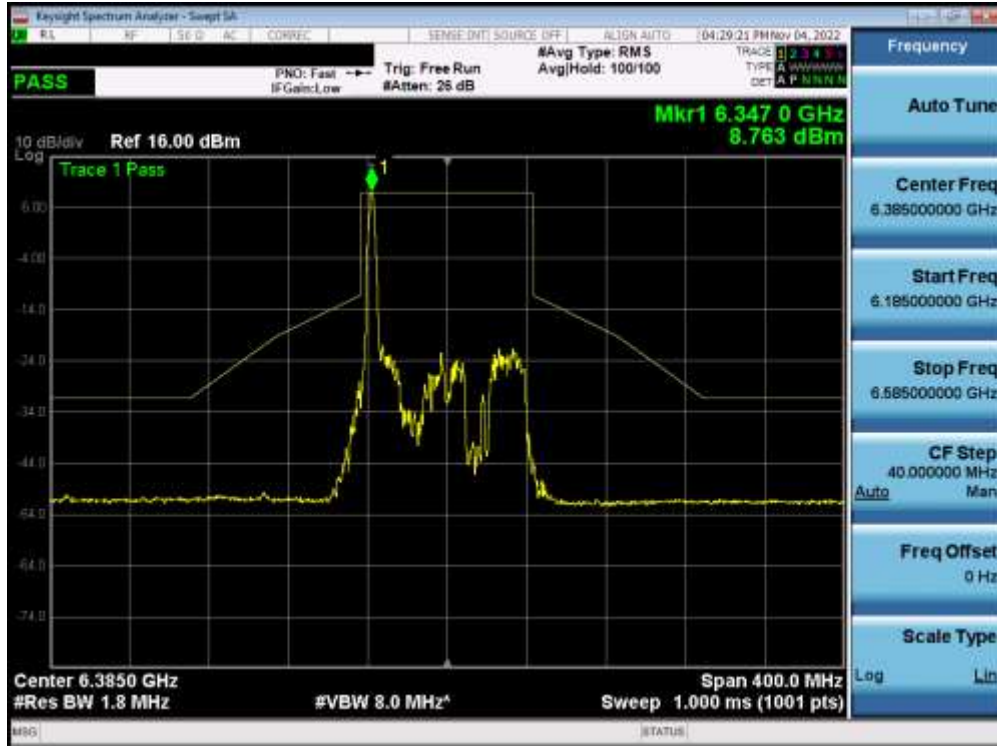 Keysight Spectrum Analyzer - Swept SA
RL RF 50 Ω AC CORREC SENSE:INT SOURCE OFF ALIGN AUTO 04:29:21 PM Nov 04, 2022
PASS
PNO: Fast
IFGain:Low
Trig: Free Run
#Atten: 26 dB
#Avg Type: RMS
Avg|Hold: 100/100
TRACE 1 2 3 4 5 6
TYPE A WWWWW
DET A P N N N N
Mkr1 6.347 0 GHz
8.763 dBm
10 dB/div Ref 16.00 dBm
Log
Trace 1 Pass
1
6.00
-4.00
-14.0
-24.0
-34.0
-44.0
-54.0
-64.0
-74.0
Center 6.3850 GHz
#Res BW 1.8 MHz
#VBW 8.0 MHz*
Span 400.0 MHz
Sweep 1.000 ms (1001 pts)
MSG STATUS
Frequency
Auto Tune
Center Freq
6.385000000 GHz
Start Freq
6.185000000 GHz
Stop Freq
6.585000000 GHz
CF Step
40.000000 MHz
Auto Man
Freq Offset
0 Hz
Scale Type
Log Lin